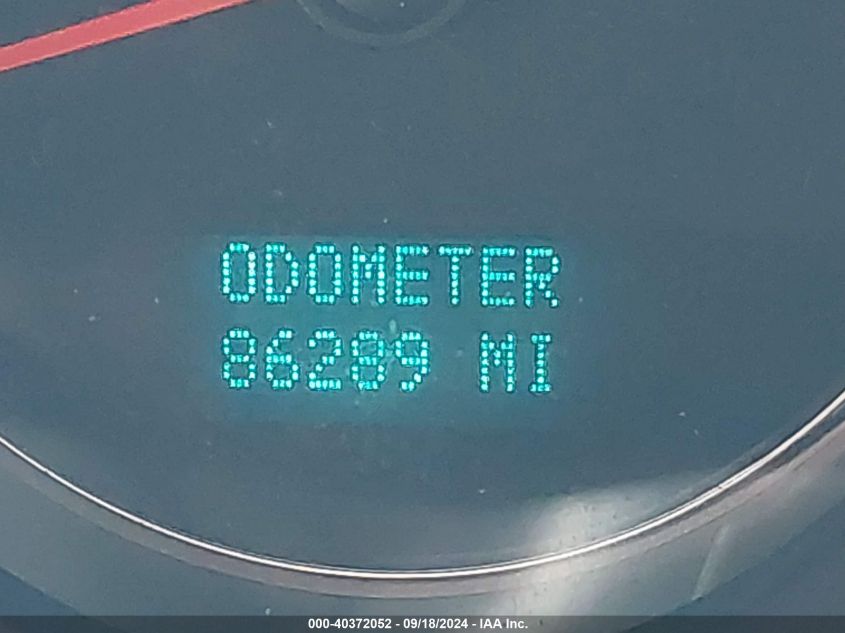 ODOMETER
86289 MI
000-40372052 - 09/18/2024 - IAA Inc.